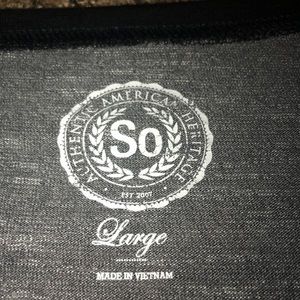 AUTHENTIC AMERICAN HERITAGE
So
EST 2007
Large
MADE IN VIETNAM